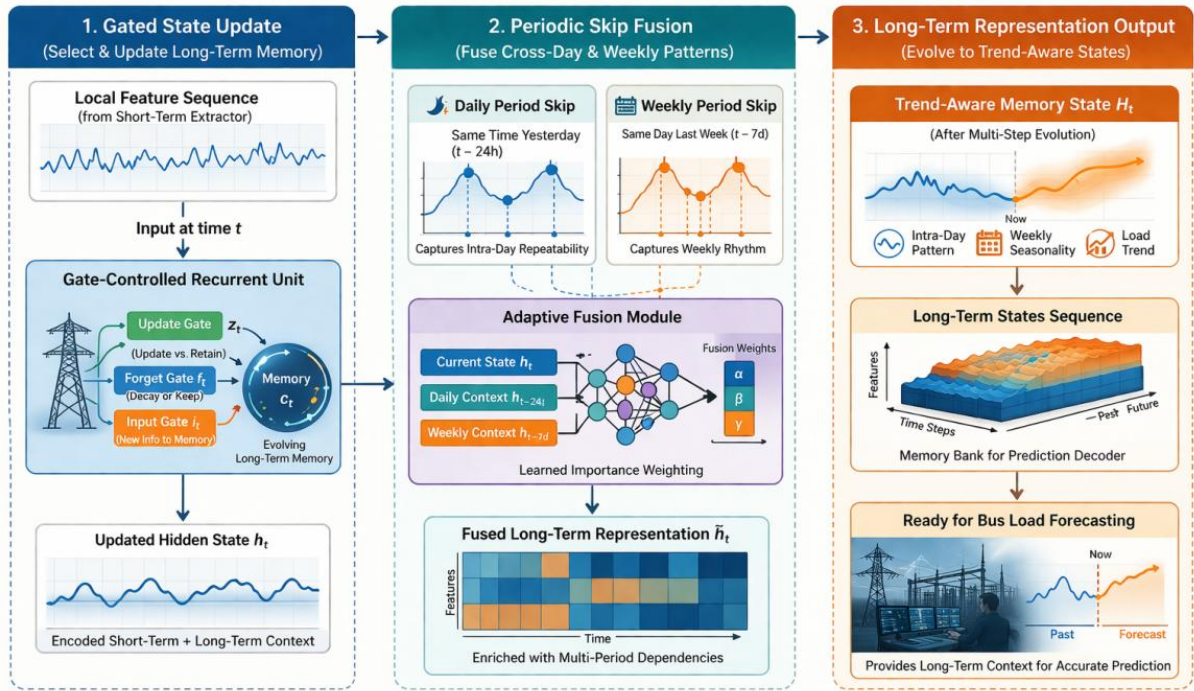 1. Gated State Update
(Select & Update Long-Term Memory)
Local Feature Sequence
(from Short-Term Extractor)
Input at time t
Gate-Controlled Recurrent Unit
Update Gate
z_t
(Update vs. Retain)
Forget Gate f_t
(Decay or Keep)
Input Gate i_t
(New Info to Memory)
Memory
c_t
Evolving
Long-Term Memory
Updated Hidden State h_t
Encoded Short-Term + Long-Term Context
2. Periodic Skip Fusion
(Fuse Cross-Day & Weekly Patterns)
Daily Period Skip
Same Time Yesterday
(t – 24h)
Captures Intra-Day Repeatability
Weekly Period Skip
Same Day Last Week (t – 7d)
Captures Weekly Rhythm
Adaptive Fusion Module
Current State h_t
Daily Context h_{t–24t}
Weekly Context h_{t–7d}
Fusion Weights
α
β
γ
Learned Importance Weighting
Fused Long-Term Representation h̃_t
Features
Time
Enriched with Multi-Period Dependencies
3. Long-Term Representation Output
(Evolve to Trend-Aware States)
Trend-Aware Memory State H_t
(After Multi-Step Evolution)
Now
Intra-Day
Pattern
Weekly
Seasonality
Load
Trend
Long-Term States Sequence
Features
Time Steps
Past Future
Memory Bank for Prediction Decoder
Ready for Bus Load Forecasting
Now
Past
Forecast
Provides Long-Term Context for Accurate Prediction